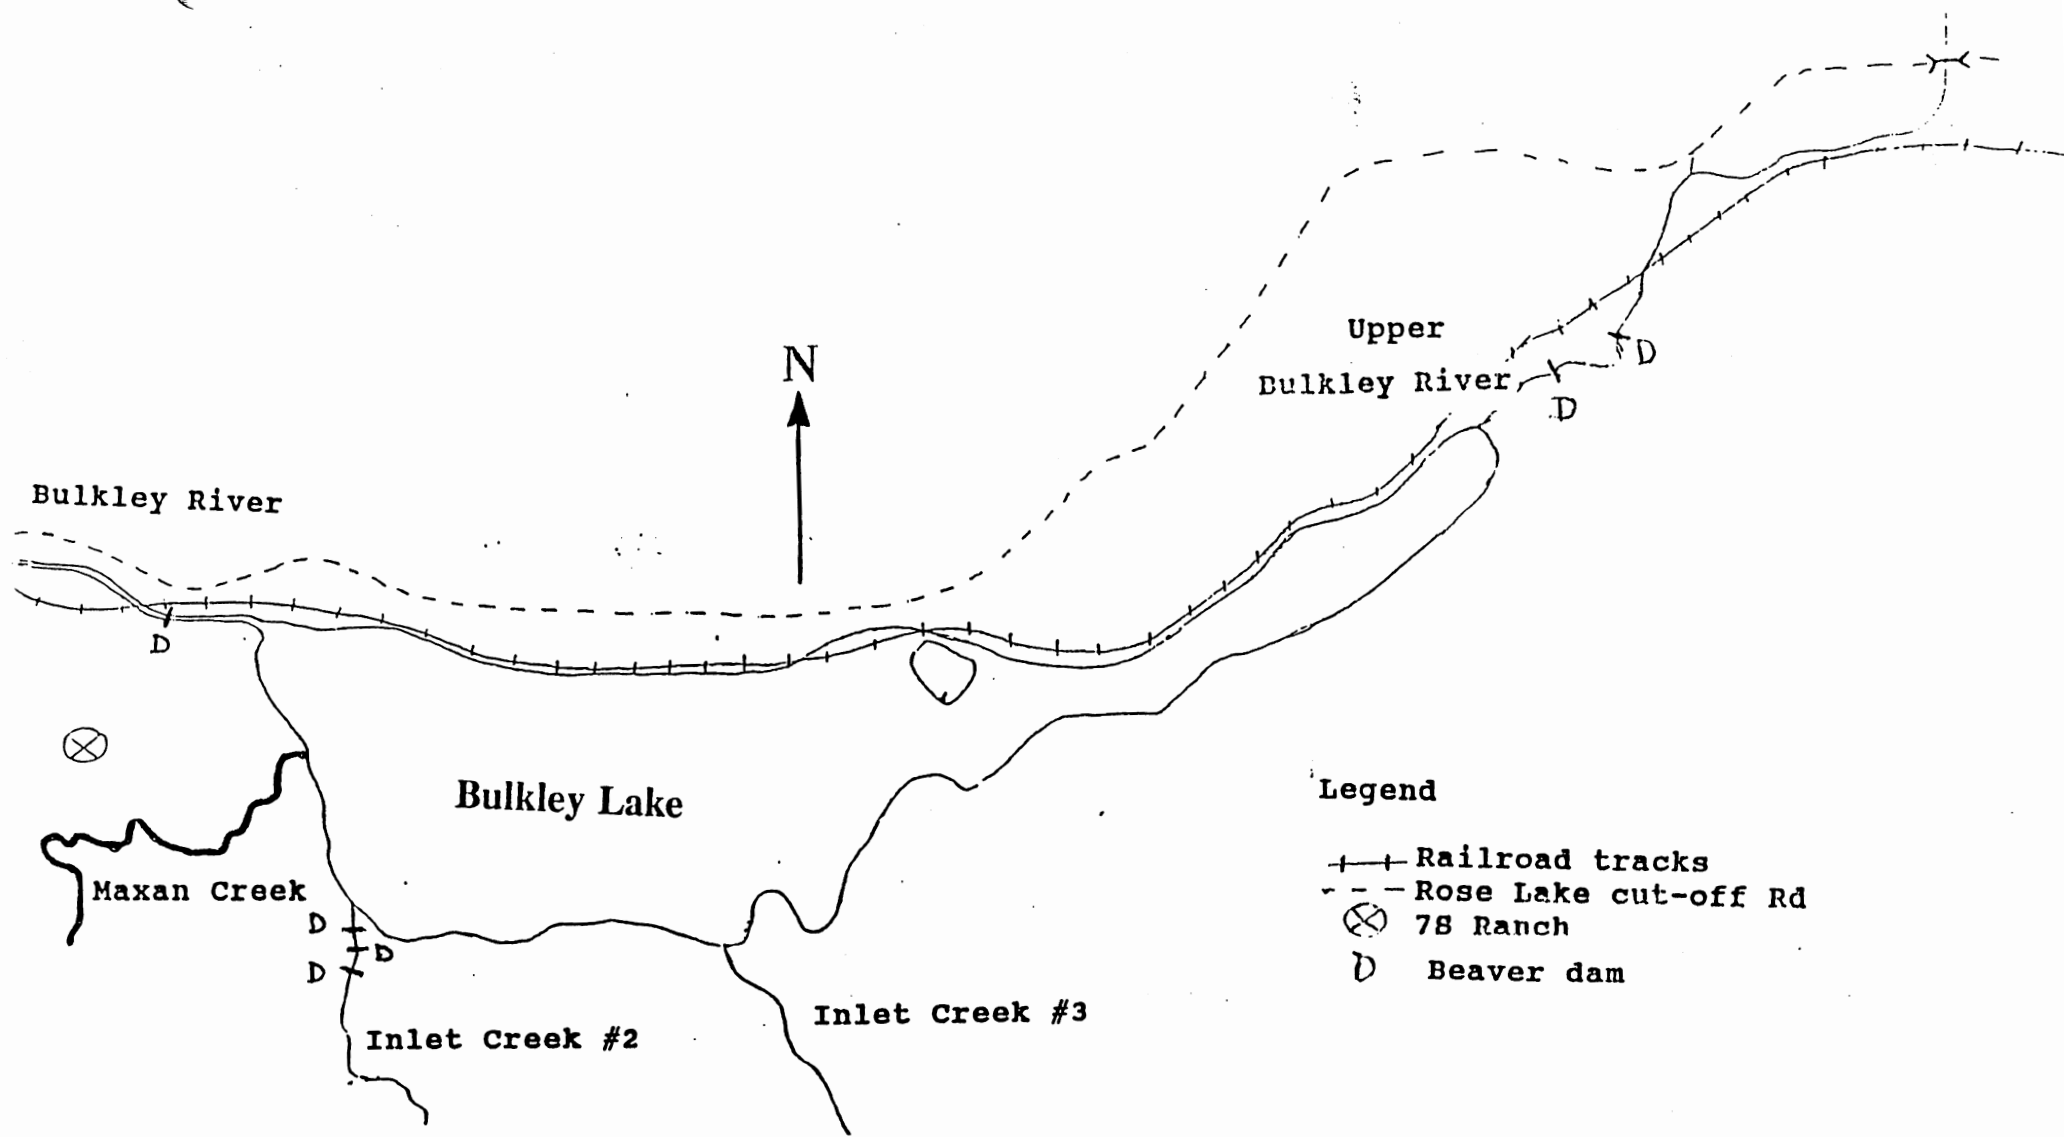 N
Upper
Bulkley River
D
D
Bulkley River
D
Bulkley Lake
Maxan Creek
D
D
D
Inlet Creek #2
Inlet Creek #3
Legend
Railroad tracks
Rose Lake cut-off Rd
7S Ranch
D Beaver dam